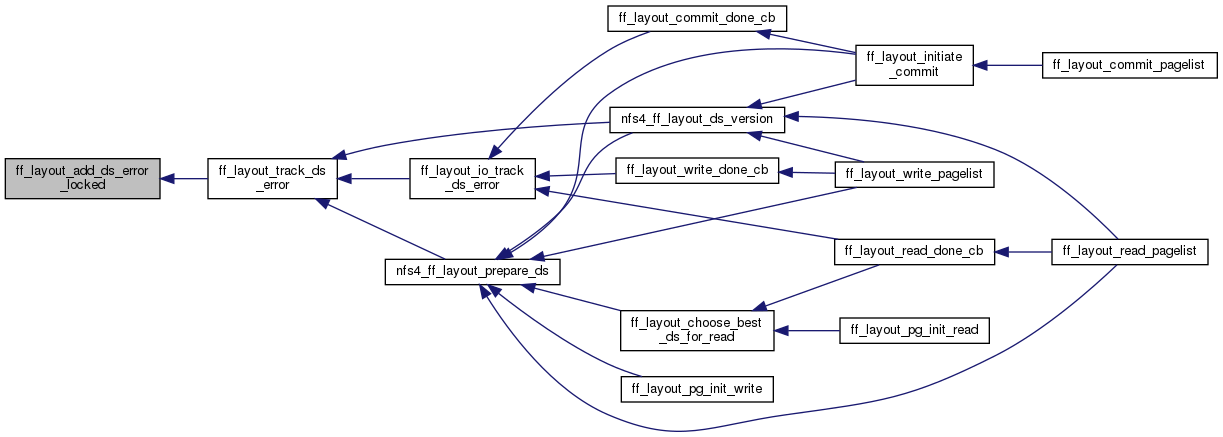 ff_layout_add_ds_error
_locked
ff_layout_track_ds
_error
ff_layout_io_track
_ds_error
nfs4_ff_layout_prepare_ds
ff_layout_commit_done_cb
nfs4_ff_layout_ds_version
ff_layout_write_done_cb
ff_layout_choose_best
_ds_for_read
ff_layout_pg_init_write
ff_layout_initiate
_commit
ff_layout_write_pagelist
ff_layout_read_done_cb
ff_layout_pg_init_read
ff_layout_commit_pagelist
ff_layout_read_pagelist